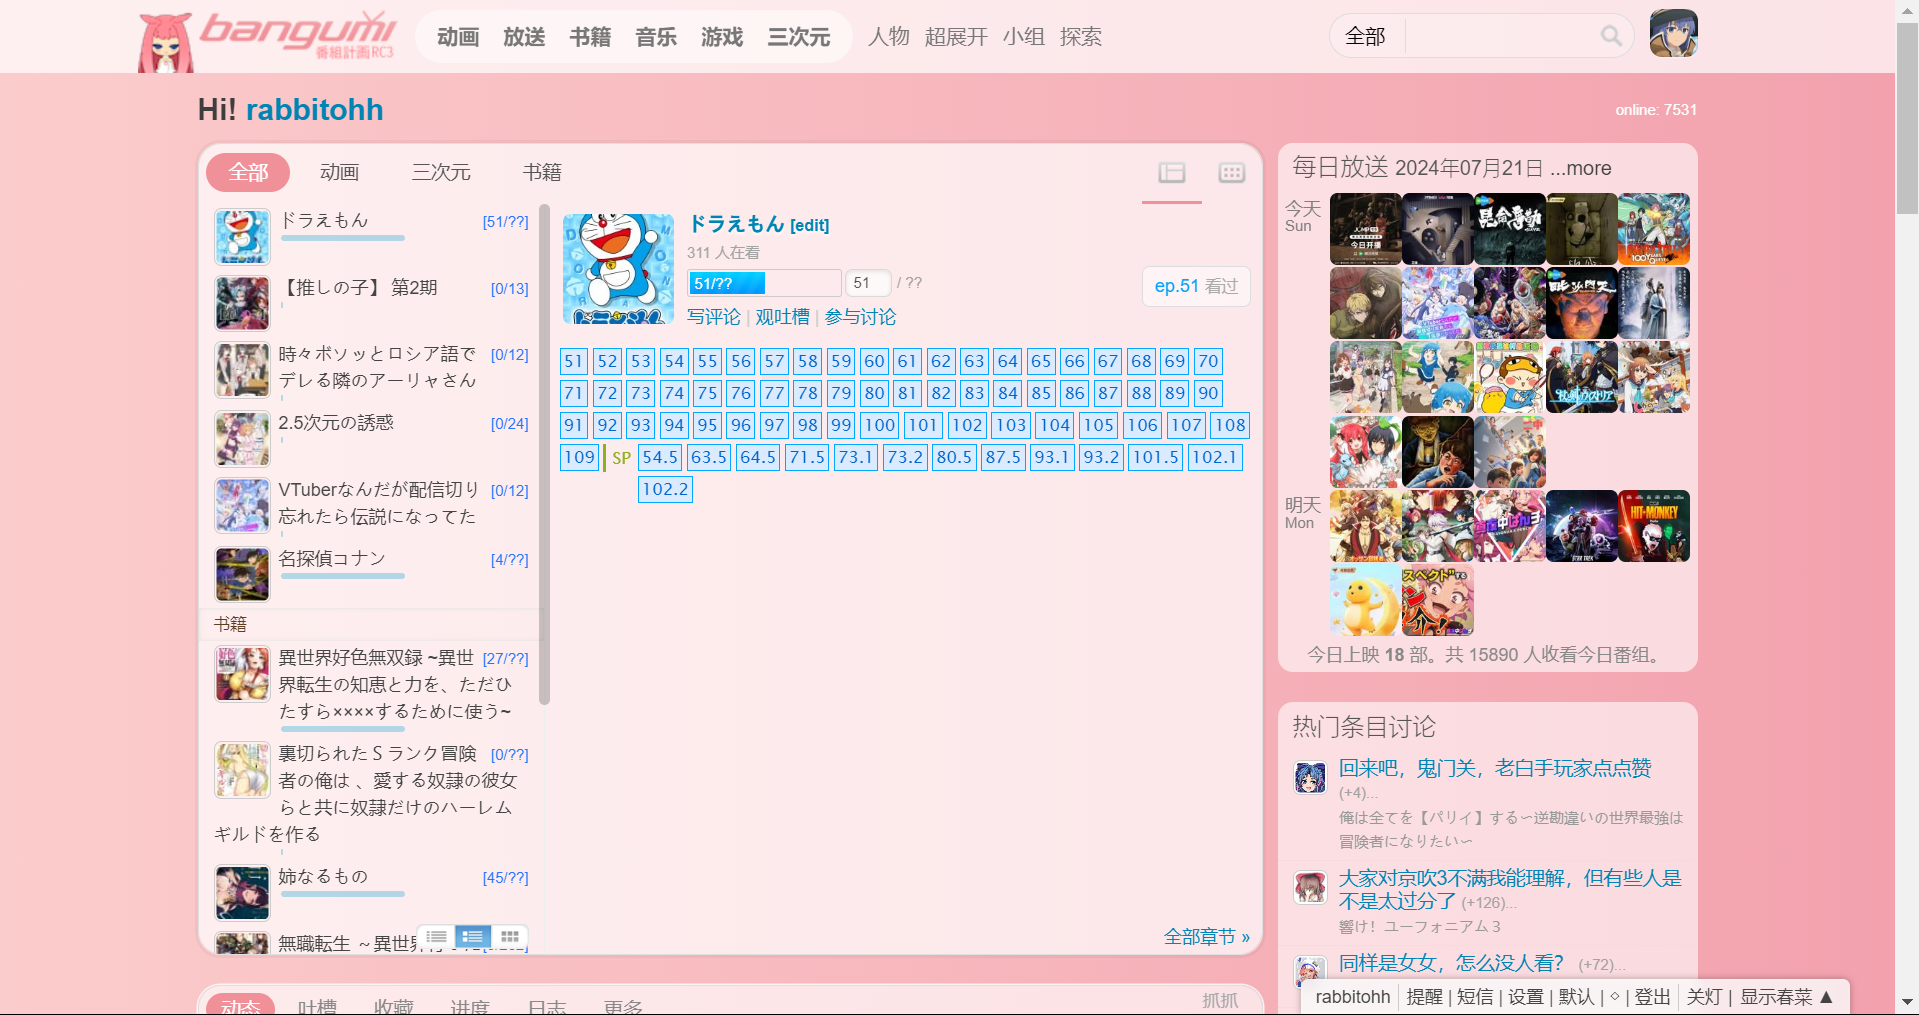 bangumi
番組計画RC3
动画 放送 书籍 音乐 游戏 三次元 人物 超展开 小组 探索
全部
Hi! rabbitohh
online: 7531
全部 动画 三次元 书籍
ドラえもん [51/??]
【推しの子】 第2期 [0/13]
時々ボソッとロシア語で [0/12]
デレる隣のアーリャさん
2.5次元の誘惑 [0/24]
VTuberなんだが配信切り [0/12]
忘れたら伝説になってた
名探偵コナン [4/??]
书籍
異世界好色無双録 ~異世 [27/??]
界転生の知恵と力を、ただひ
たすら××××するために使う~
裏切られたＳランク冒険 [0/??]
者の俺は 、愛する奴隷の彼女
らと共に奴隷だけのハーレム
ギルドを作る
姉なるもの [45/??]
無職転生 ～異世界
ドラえもん [edit]
311 人在看
51/?? 51 / ??
ep.51 看过
写评论 | 观吐槽 | 参与讨论
51 52 53 54 55 56 57 58 59 60 61 62 63 64 65 66 67 68 69 70
71 72 73 74 75 76 77 78 79 80 81 82 83 84 85 86 87 88 89 90
91 92 93 94 95 96 97 98 99 100 101 102 103 104 105 106 107 108
109 SP 54.5 63.5 64.5 71.5 73.1 73.2 80.5 87.5 93.1 93.2 101.5 102.1
102.2
全部章节 »
动态 吐槽 收藏 进度 日志 更多 抓抓
每日放送 2024年07月21日 ...more
今天
Sun
明天
Mon
HIT-MONKEY
今日上映 18 部。共 15890 人收看今日番组。
热门条目讨论
回来吧，鬼门关，老白手玩家点点赞
(+4)...
俺は全てを【パリイ】する〜逆勘違いの世界最強は
冒険者になりたい〜
大家对京吹3不满我能理解，但有些人是
不是太过分了 (+126)...
響け！ユーフォニアム３
同样是女女，怎么没人看？ (+72)...
rabbitohh 提醒 | 短信 | 设置 | 默认 | ◇ | 登出 关灯 | 显示春菜 ▲